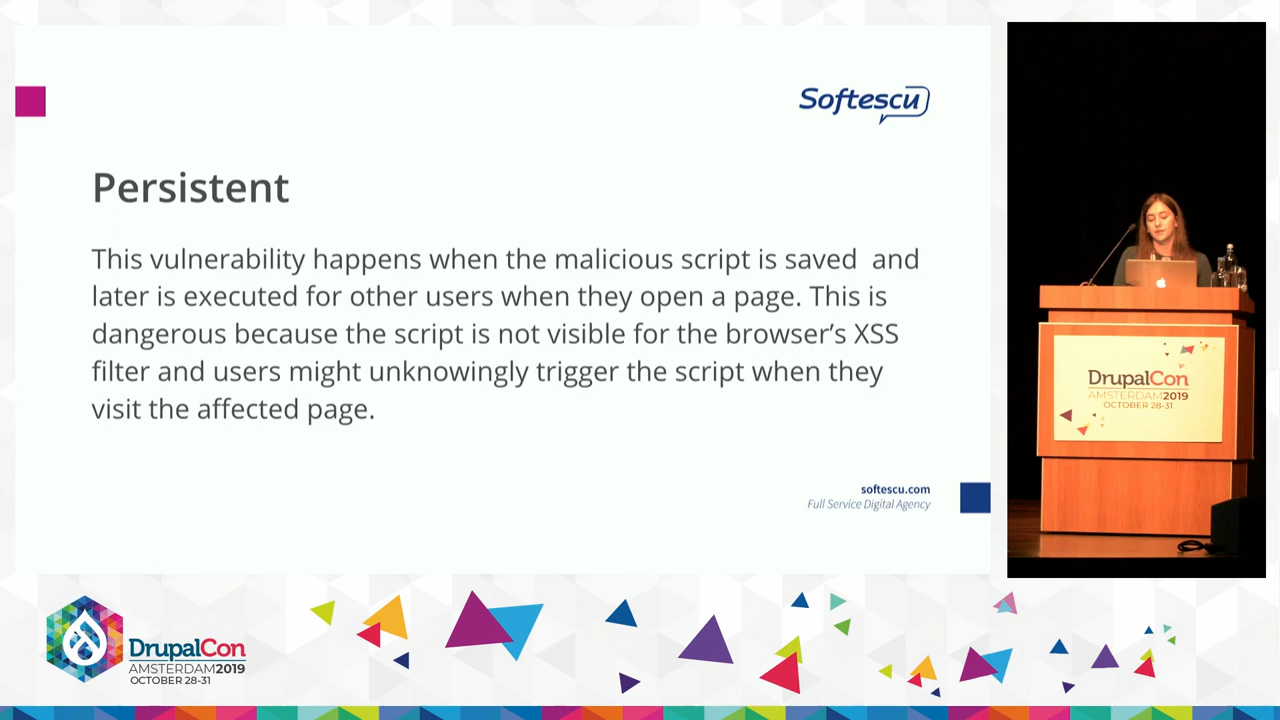 Softescu
Persistent
This vulnerability happens when the malicious script is saved  and
later is executed for other users when they open a page. This is
dangerous because the script is not visible for the browser’s XSS
filter and users might unknowingly trigger the script when they
visit the affected page.
softescu.com
Full Service Digital Agency
DrupalCon
AMSTERDAM2019
OCTOBER 28-31
DrupalCon
AMSTERDAM2019
OCTOBER 28-31